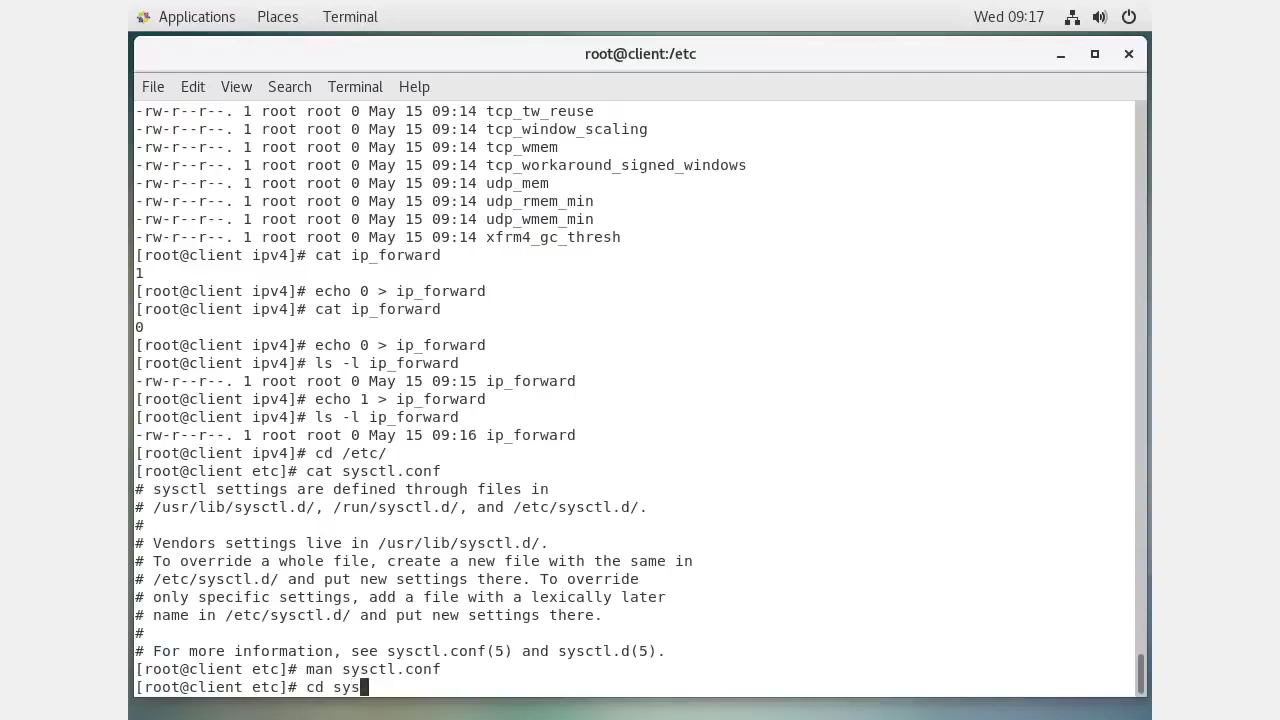 Applications Places Terminal Wed 09:17
root@client:/etc
File Edit View Search Terminal Help
-rw-r--r--. 1 root root 0 May 15 09:14 tcp_tw_reuse
-rw-r--r--. 1 root root 0 May 15 09:14 tcp_window_scaling
-rw-r--r--. 1 root root 0 May 15 09:14 tcp_wmem
-rw-r--r--. 1 root root 0 May 15 09:14 tcp_workaround_signed_windows
-rw-r--r--. 1 root root 0 May 15 09:14 udp_mem
-rw-r--r--. 1 root root 0 May 15 09:14 udp_rmem_min
-rw-r--r--. 1 root root 0 May 15 09:14 udp_wmem_min
-rw-r--r--. 1 root root 0 May 15 09:14 xfrm4_gc_thresh
[root@client ipv4]# cat ip_forward
1
[root@client ipv4]# echo 0 > ip_forward
[root@client ipv4]# cat ip_forward
0
[root@client ipv4]# echo 0 > ip_forward
[root@client ipv4]# ls -l ip_forward
-rw-r--r--. 1 root root 0 May 15 09:15 ip_forward
[root@client ipv4]# echo 1 > ip_forward
[root@client ipv4]# ls -l ip_forward
-rw-r--r--. 1 root root 0 May 15 09:16 ip_forward
[root@client ipv4]# cd /etc/
[root@client etc]# cat sysctl.conf
# sysctl settings are defined through files in
# /usr/lib/sysctl.d/, /run/sysctl.d/, and /etc/sysctl.d/.
#
# Vendors settings live in /usr/lib/sysctl.d/.
# To override a whole file, create a new file with the same in
# /etc/sysctl.d/ and put new settings there. To override
# only specific settings, add a file with a lexically later
# name in /etc/sysctl.d/ and put new settings there.
#
# For more information, see sysctl.conf(5) and sysctl.d(5).
[root@client etc]# man sysctl.conf
[root@client etc]# cd sys